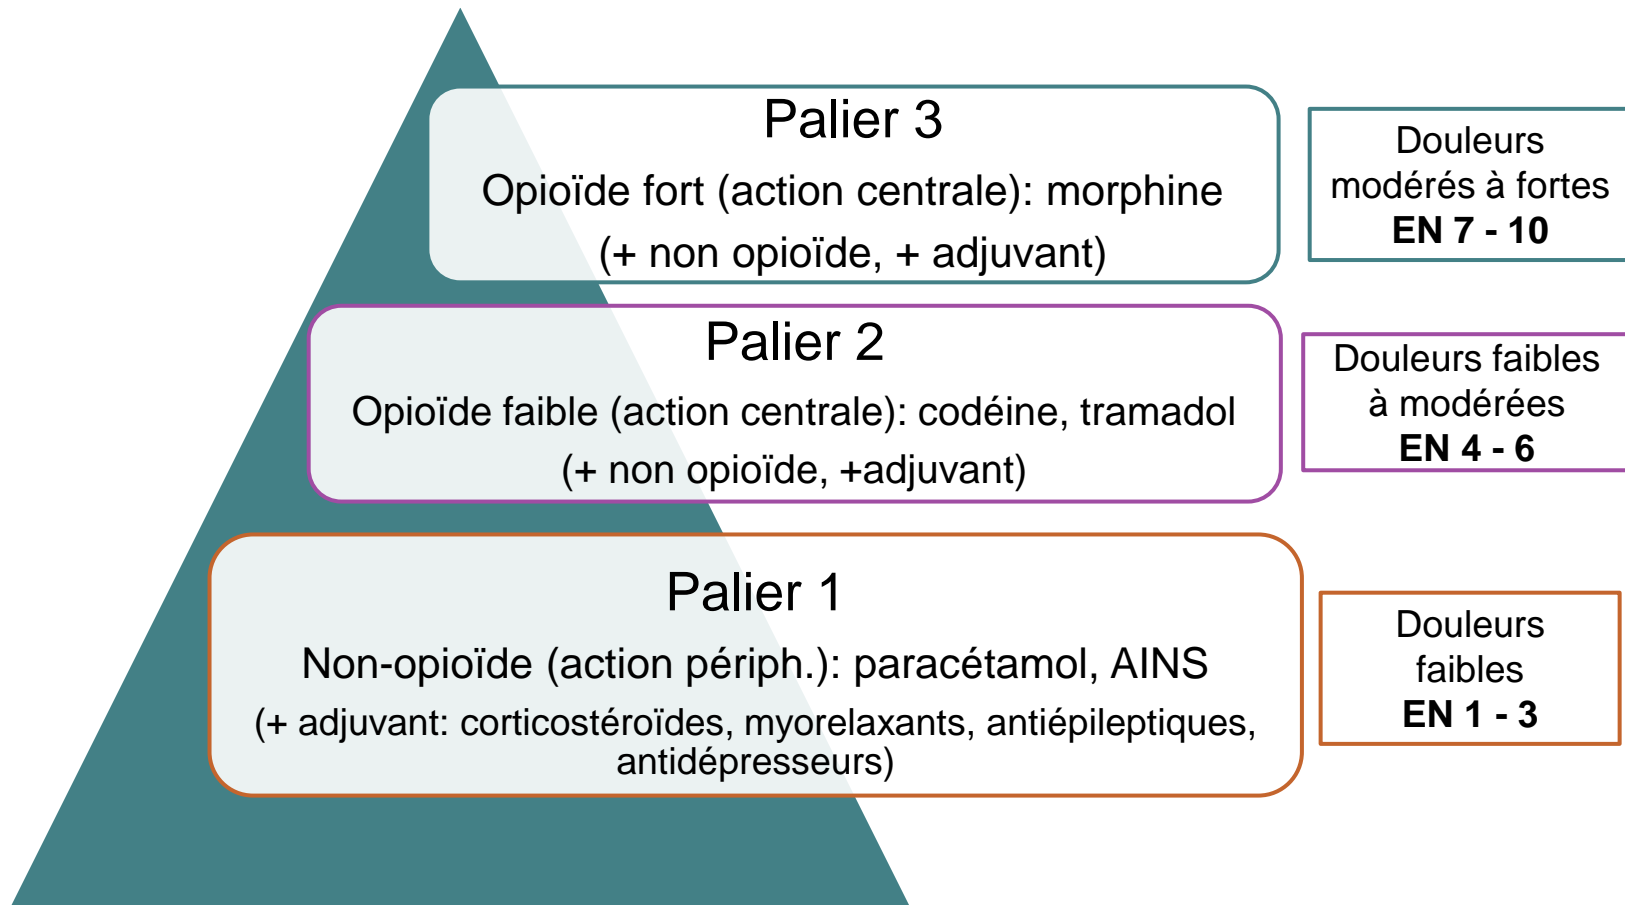 Palier 3
Opioïde fort (action centrale): morphine
(+ non opioïde, + adjuvant)
Douleurs
modérés à fortes
EN 7 - 10
Palier 2
Opioïde faible (action centrale): codéine, tramadol
(+ non opioïde, +adjuvant)
Douleurs faibles
à modérées
EN 4 - 6
Palier 1
Non-opioïde (action périph.): paracétamol, AINS
(+ adjuvant: corticostéroïdes, myorelaxants, antiépileptiques,
antidépresseurs)
Douleurs
faibles
EN 1 - 3